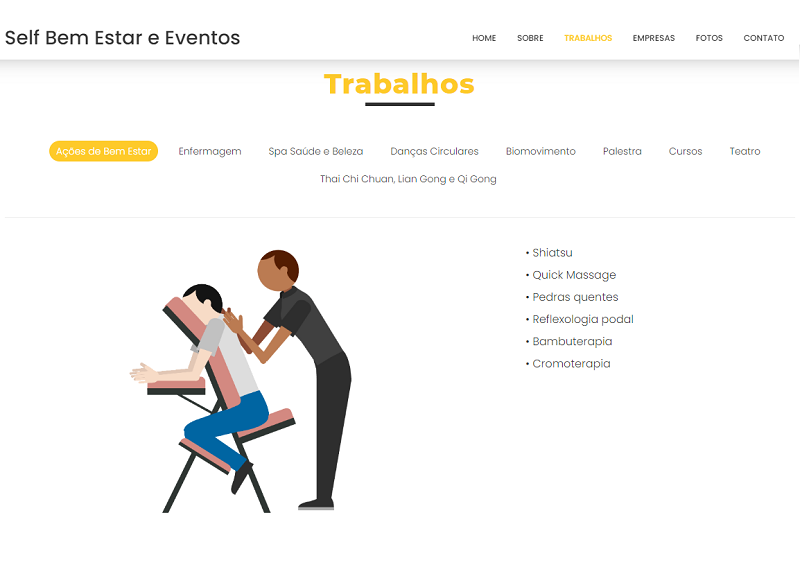 Self Bem Estar e Eventos
HOME SOBRE TRABALHOS EMPRESAS FOTOS CONTATO
Trabalhos
Ações de Bem Estar Enfermagem Spa Saúde e Beleza Danças Circulares Biomovimento Palestra Cursos Teatro
Thai Chi Chuan, Lian Gong e Qi Gong
• Shiatsu
• Quick Massage
• Pedras quentes
• Reflexologia podal
• Bambuterapia
• Cromoterapia